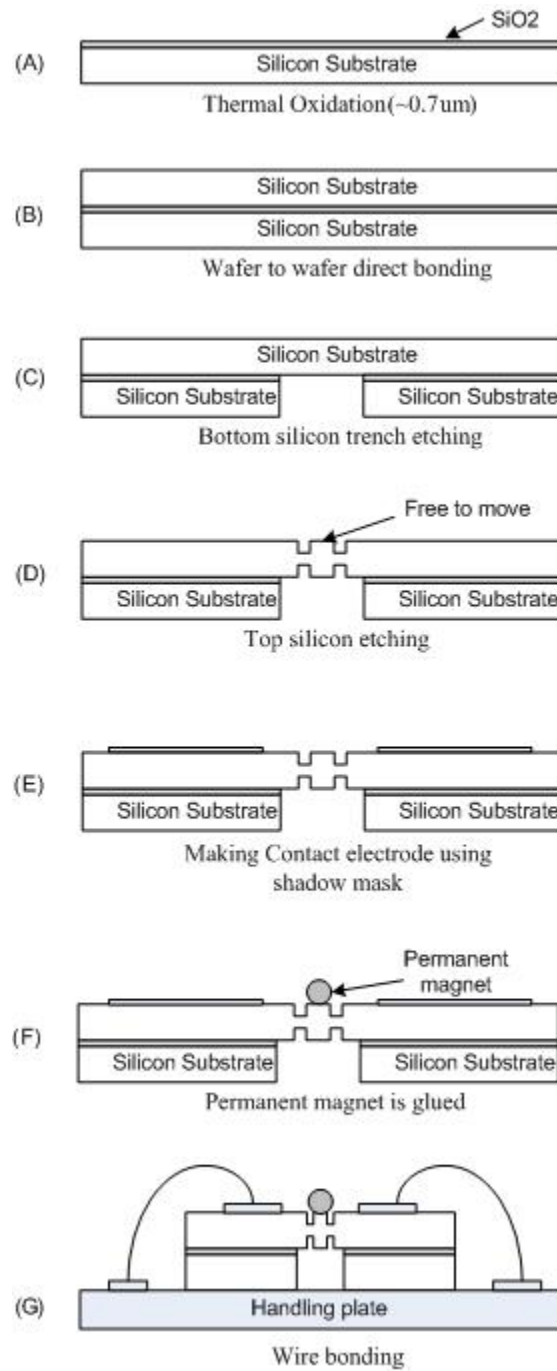 SiO2
(A)
Silicon Substrate
Thermal Oxidation(~0.7um)
Silicon Substrate
(B)
Silicon Substrate
Wafer to wafer direct bonding
Silicon Substrate
(C)
Silicon Substrate Silicon Substrate
Bottom silicon trench etching
Free to move
(D)
Silicon Substrate Silicon Substrate
Top silicon etching
(E)
Silicon Substrate Silicon Substrate
Making Contact electrode using
shadow mask
Permanent
magnet
(F)
Silicon Substrate Silicon Substrate
Permanent magnet is glued
(G)
Handling plate
Wire bonding